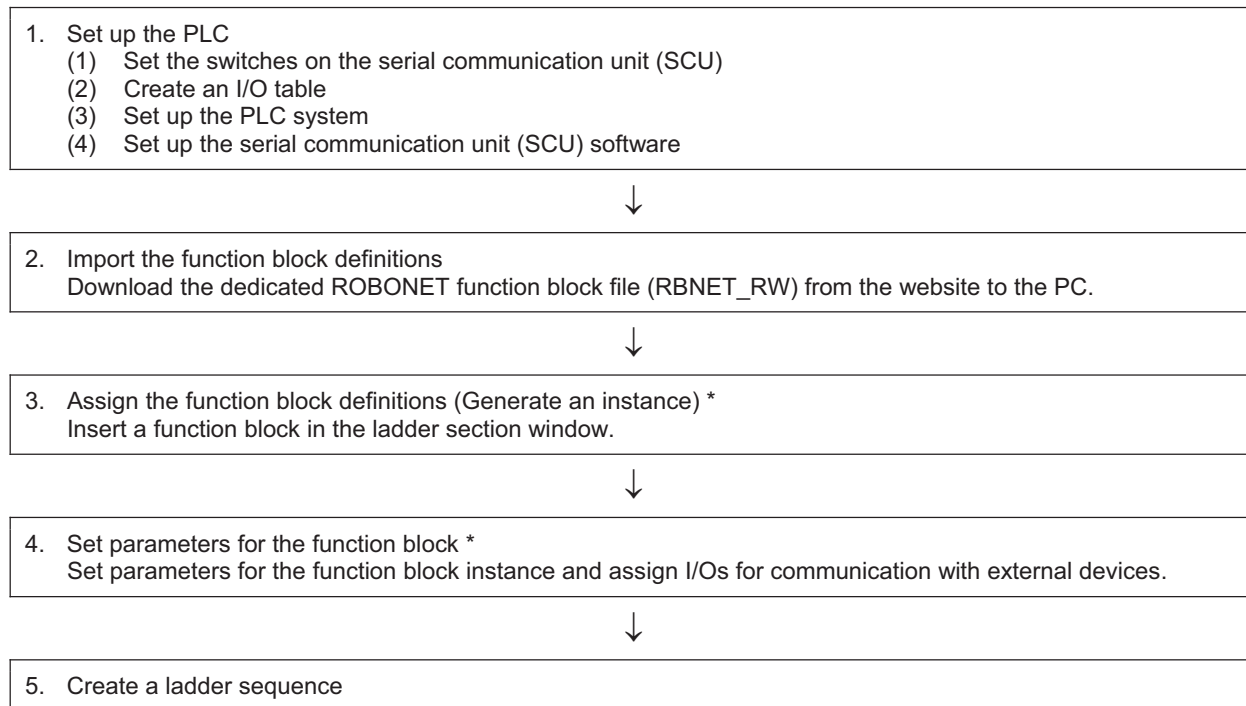 1. Set up the PLC
(1) Set the switches on the serial communication unit (SCU)
(2) Create an I/O table
(3) Set up the PLC system
(4) Set up the serial communication unit (SCU) software
↓
2. Import the function block definitions
Download the dedicated ROBONET function block file (RBNET_RW) from the website to the PC.
↓
3. Assign the function block definitions (Generate an instance) *
Insert a function block in the ladder section window.
↓
4. Set parameters for the function block *
Set parameters for the function block instance and assign I/Os for communication with external devices.
↓
5. Create a ladder sequence